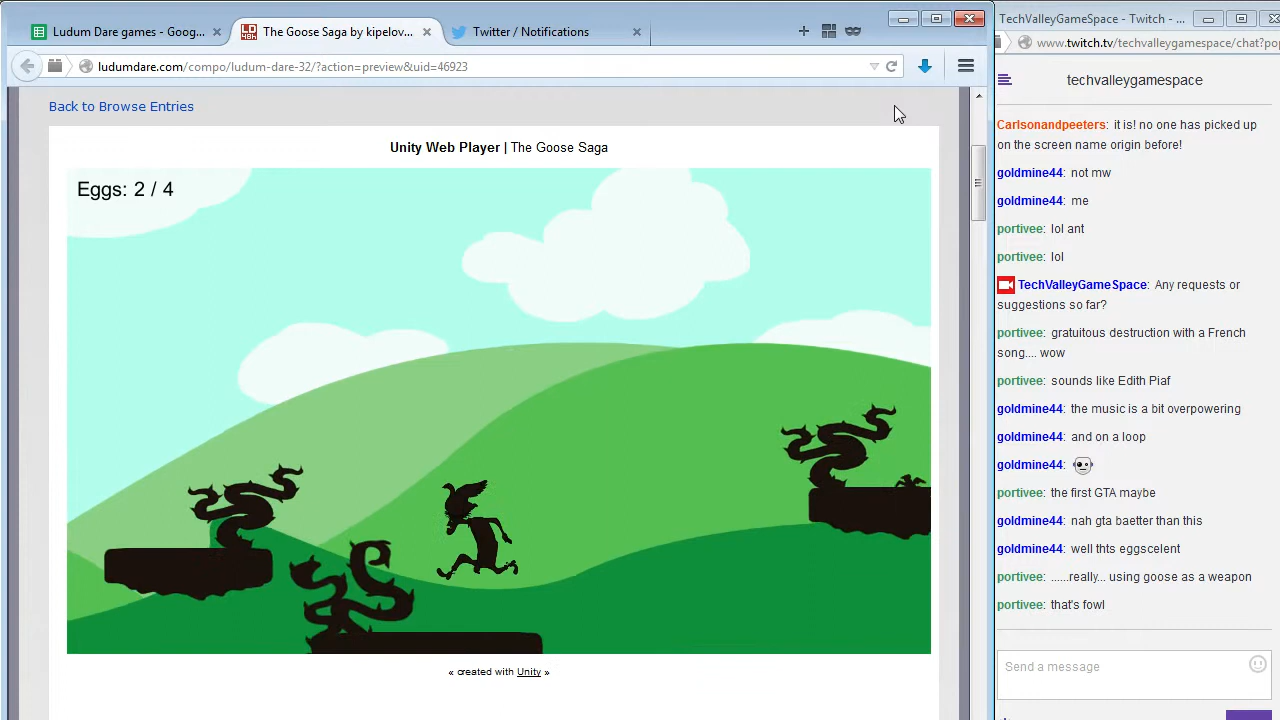 Ludum Dare games - Goog...
The Goose Saga by kipelov...
Twitter / Notifications
ludumdare.com/compo/ludum-dare-32/?action=preview&uid=46923
Back to Browse Entries
Unity Web Player | The Goose Saga
Eggs: 2 / 4
« created with Unity »
TechValleyGameSpace - Twitch - ...
www.twitch.tv/techvalleygamespace/chat?po
techvalleygamespace
Carlsonandpeeters: it is! no one has picked up
on the screen name origin before!
goldmine44: not mw
goldmine44: me
portivee: lol ant
portivee: lol
TechValleyGameSpace: Any requests or
suggestions so far?
portivee: gratuitous destruction with a French
song.... wow
portivee: sounds like Edith Piaf
goldmine44: the music is a bit overpowering
goldmine44: and on a loop
goldmine44:
portivee: the first GTA maybe
goldmine44: nah gta baetter than this
goldmine44: well thts eggscelent
portivee: ......really... using goose as a weapon
portivee: that's fowl
Send a message